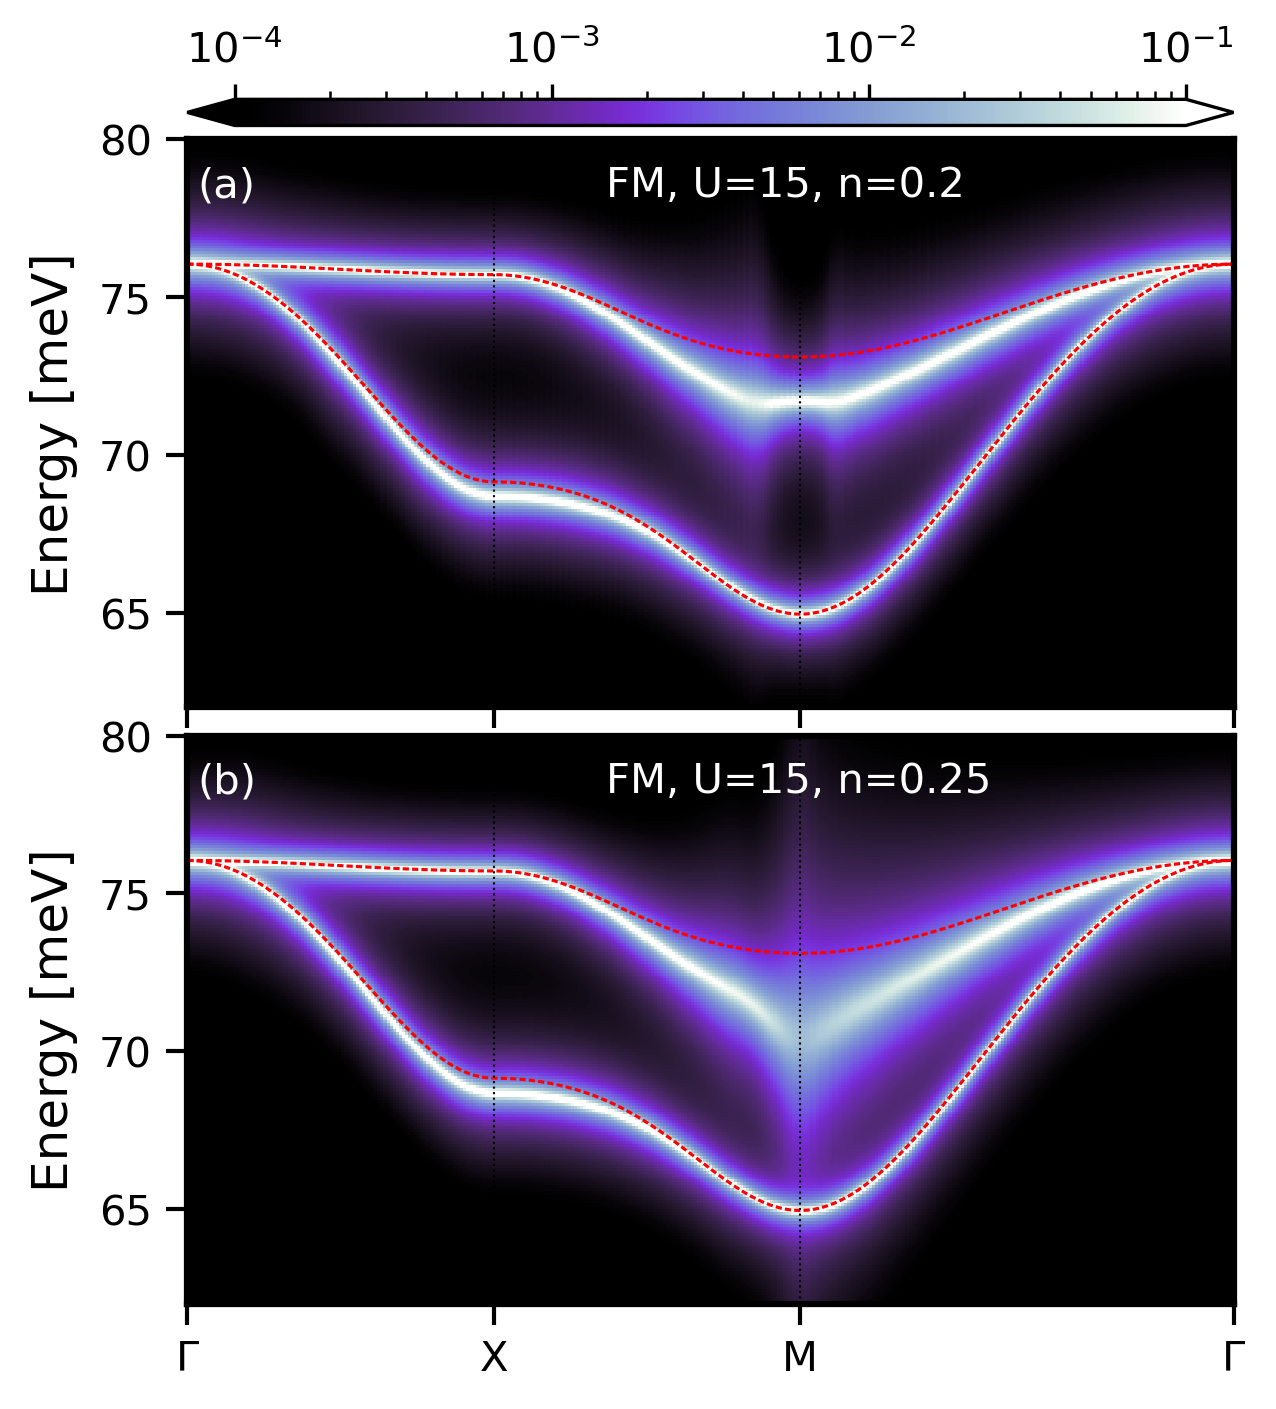 10⁻⁴ 10⁻³ 10⁻² 10⁻¹
80
(a) FM, U=15, n=0.2
75
70
65
Energy [meV]
80
(b) FM, U=15, n=0.25
75
70
65
Energy [meV]
Γ X M Γ